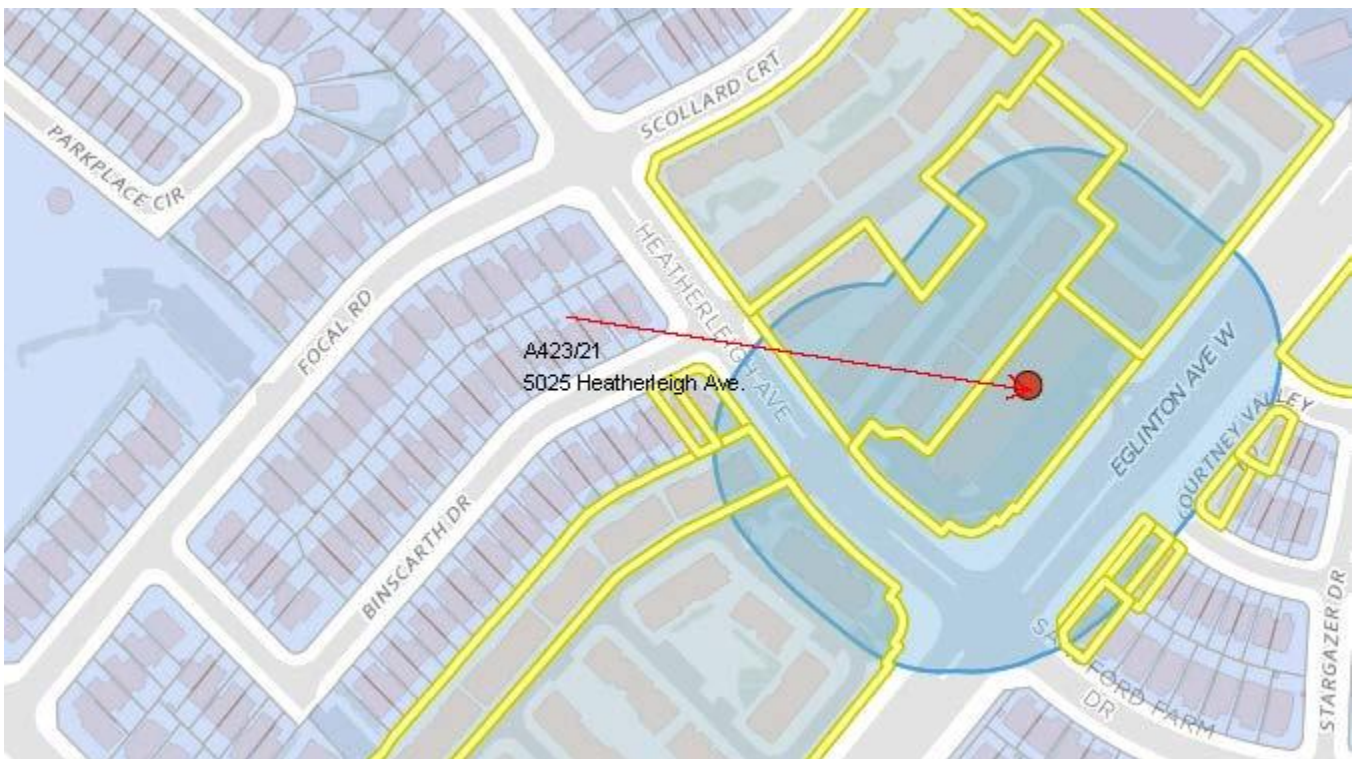 SCOLLARD CRT
PARKPLACE CIR
HEATHERLEIGH AVE
FOCAL RD
A423/21
5025 Heatherleigh Ave.
EGLINTON AVE W
COURTNEY VALLEY
BINSCARTH DR
STARGAZER DR
FORD FARM
DR